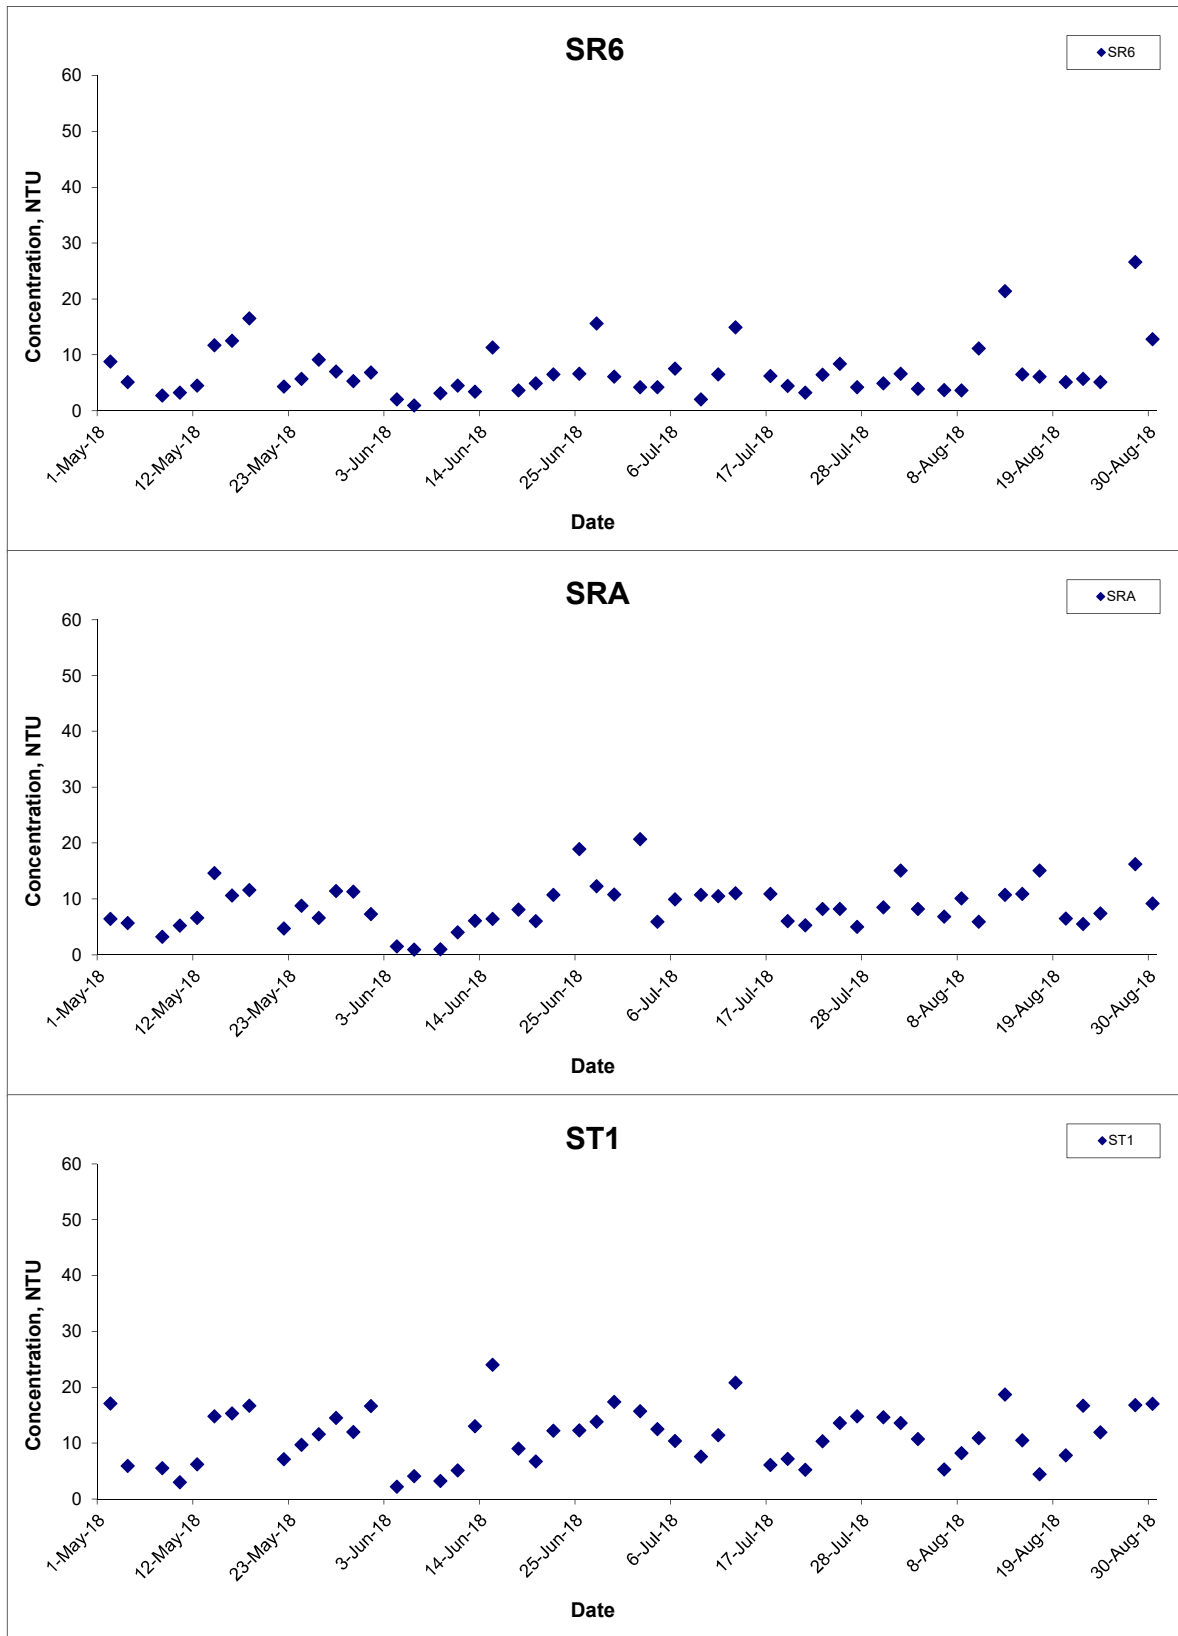 SR6
SR6
60
50
40
30
20
10
0
Concentration, NTU
1-May-18
12-May-18
23-May-18
3-Jun-18
14-Jun-18
25-Jun-18
6-Jul-18
17-Jul-18
28-Jul-18
8-Aug-18
19-Aug-18
30-Aug-18
Date
SRA
SRA
60
50
40
30
20
10
0
Concentration, NTU
1-May-18
12-May-18
23-May-18
3-Jun-18
14-Jun-18
25-Jun-18
6-Jul-18
17-Jul-18
28-Jul-18
8-Aug-18
19-Aug-18
30-Aug-18
Date
ST1
ST1
60
50
40
30
20
10
0
Concentration, NTU
1-May-18
12-May-18
23-May-18
3-Jun-18
14-Jun-18
25-Jun-18
6-Jul-18
17-Jul-18
28-Jul-18
8-Aug-18
19-Aug-18
30-Aug-18
Date